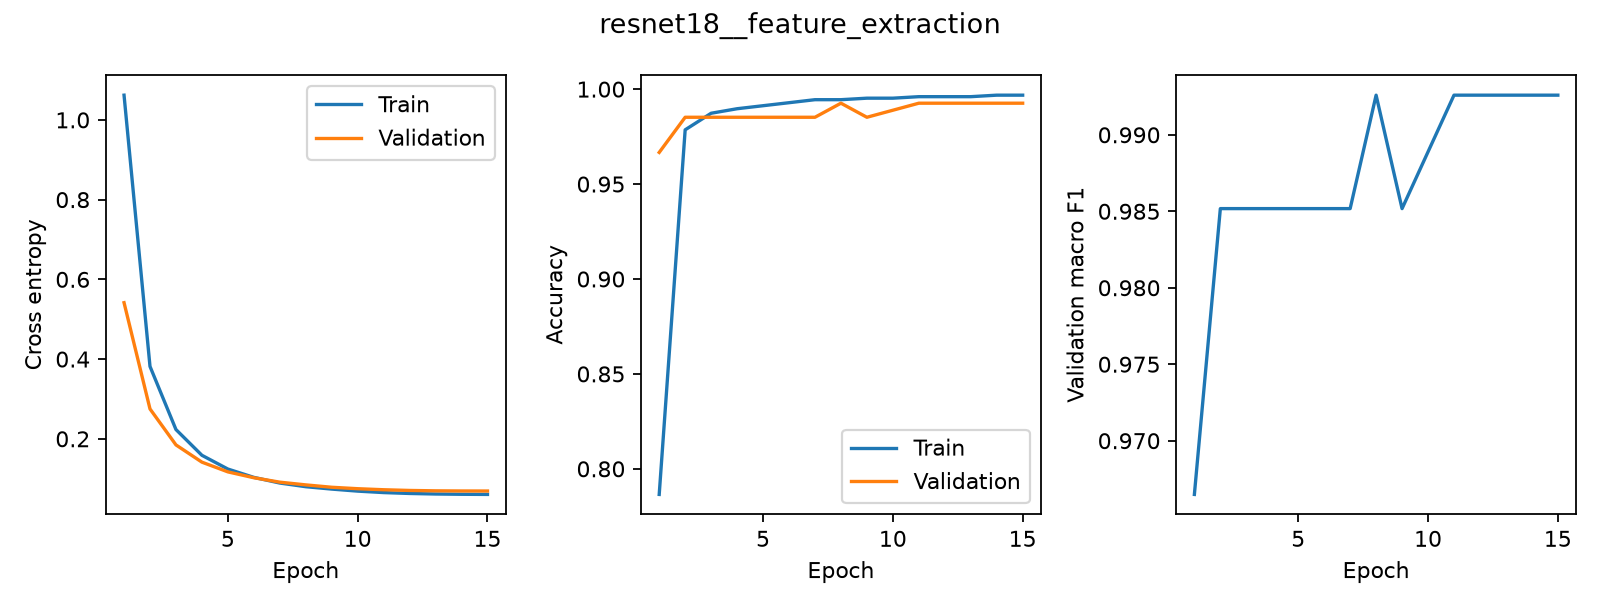 resnet18__feature_extraction
1.0
0.8
0.6
0.4
0.2
Cross entropy
Train
Validation
5
10
15
Epoch
1.00
0.95
0.90
0.85
0.80
Accuracy
Train
Validation
5
10
15
Epoch
0.990
0.985
0.980
0.975
0.970
Validation macro F1
5
10
15
Epoch